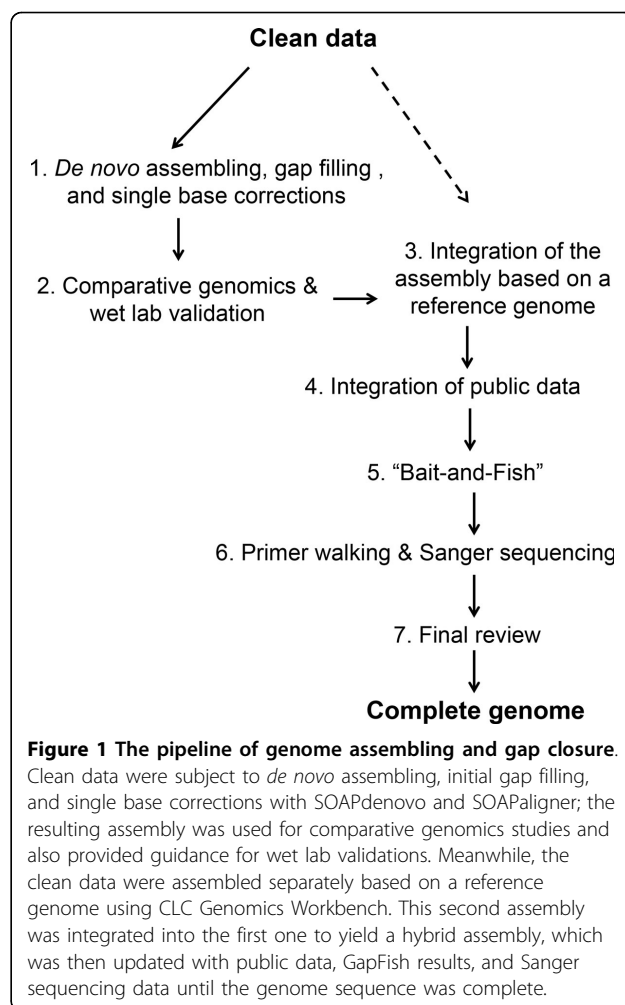 Clean data
1. De novo assembling, gap filling ,
and single base corrections
2. Comparative genomics &
wet lab validation
3. Integration of the
assembly based on a
reference genome
4. Integration of public data
5. “Bait-and-Fish”
6. Primer walking & Sanger sequencing
7. Final review
Complete genome
Figure 1 The pipeline of genome assembling and gap closure.
Clean data were subject to de novo assembling, initial gap filling,
and single base corrections with SOAPdenovo and SOAPaligner; the
resulting assembly was used for comparative genomics studies and
also provided guidance for wet lab validations. Meanwhile, the
clean data were assembled separately based on a reference
genome using CLC Genomics Workbench. This second assembly
was integrated into the first one to yield a hybrid assembly, which
was then updated with public data, GapFish results, and Sanger
sequencing data until the genome sequence was complete.